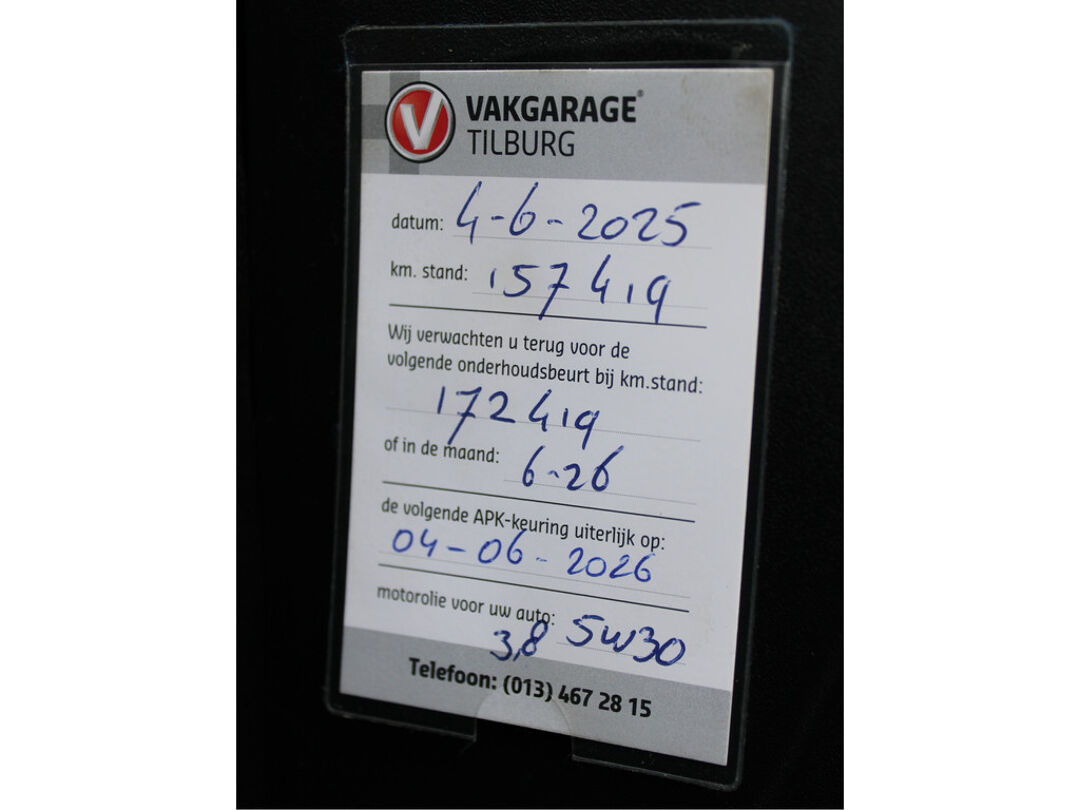 V
VAKGARAGE®
TILBURG
datum: 4-6-2025
km. stand: 157419
Wij verwachten u terug voor de
volgende onderhoudsbeurt bij km.stand:
172419
of in de maand: 6-26
de volgende APK-keuring uiterlijk op:
04-06-2026
motorolie voor uw auto: 5W30
3,8
Telefoon: (013) 467 28 15